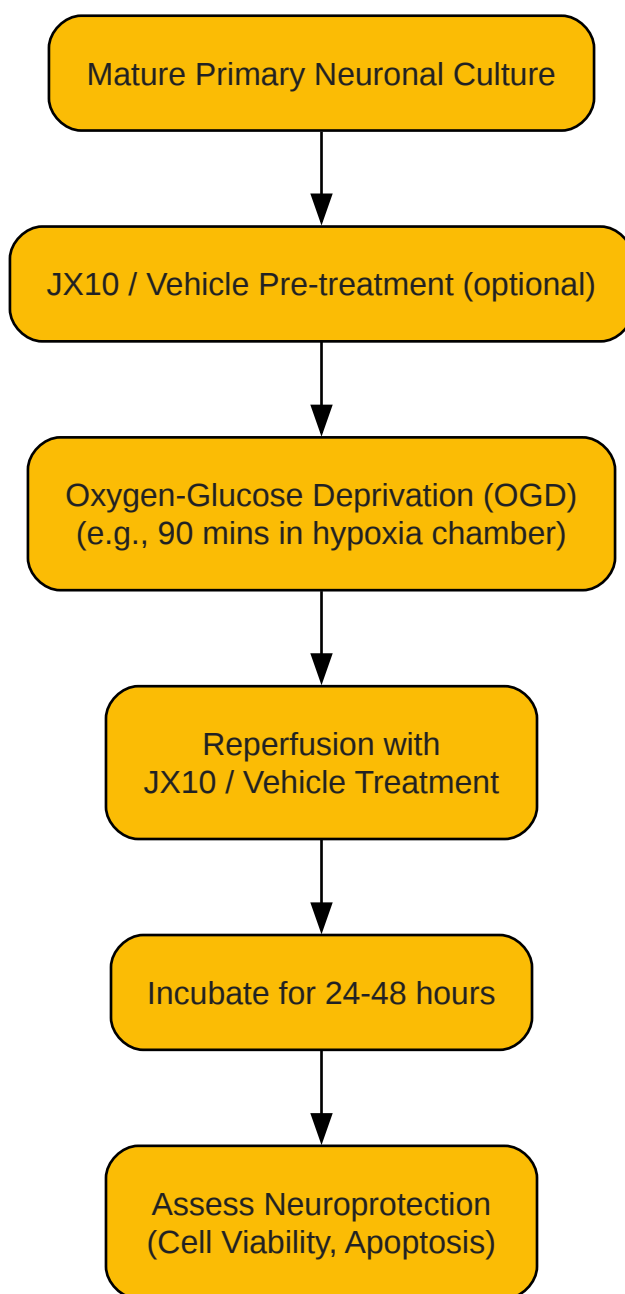 Mature Primary Neuronal Culture
JX10 / Vehicle Pre-treatment (optional)
Oxygen-Glucose Deprivation (OGD)
(e.g., 90 mins in hypoxia chamber)
Reperfusion with
JX10 / Vehicle Treatment
Incubate for 24-48 hours
Assess Neuroprotection
(Cell Viability, Apoptosis)